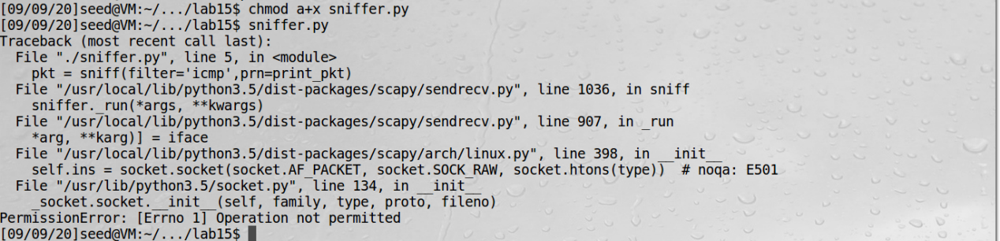 [09/09/20]seed@VM:~/.../lab15$ chmod a+x sniffer.py
[09/09/20]seed@VM:~/.../lab15$ sniffer.py
Traceback (most recent call last):
  File "./sniffer.py", line 5, in <module>
    pkt = sniff(filter='icmp',prn=print_pkt)
  File "/usr/local/lib/python3.5/dist-packages/scapy/sendrecv.py", line 1036, in sniff
    sniffer._run(*args, **kwargs)
  File "/usr/local/lib/python3.5/dist-packages/scapy/sendrecv.py", line 907, in _run
    *arg, **karg)] = iface
  File "/usr/local/lib/python3.5/dist-packages/scapy/arch/linux.py", line 398, in __init__
    self.ins = socket.socket(socket.AF_PACKET, socket.SOCK_RAW, socket.htons(type))  # noqa: E501
  File "/usr/lib/python3.5/socket.py", line 134, in __init__
    _socket.socket.__init__(self, family, type, proto, fileno)
PermissionError: [Errno 1] Operation not permitted
[09/09/20]seed@VM:~/.../lab15$